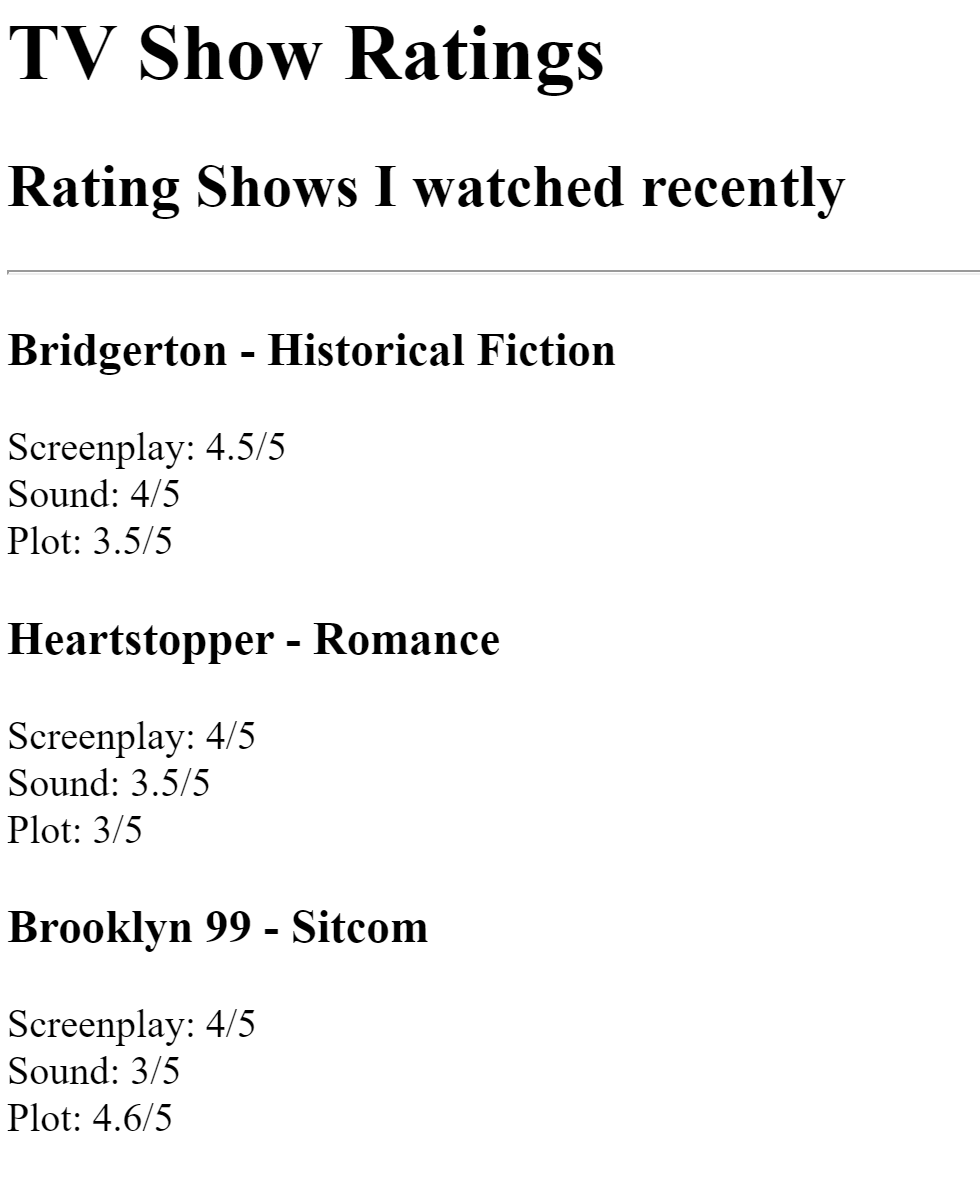 TV Show Ratings
Rating Shows I watched recently
Bridgerton - Historical Fiction
Screenplay: 4.5/5
Sound: 4/5
Plot: 3.5/5
Heartstopper - Romance
Screenplay: 4/5
Sound: 3.5/5
Plot: 3/5
Brooklyn 99 - Sitcom
Screenplay: 4/5
Sound: 3/5
Plot: 4.6/5